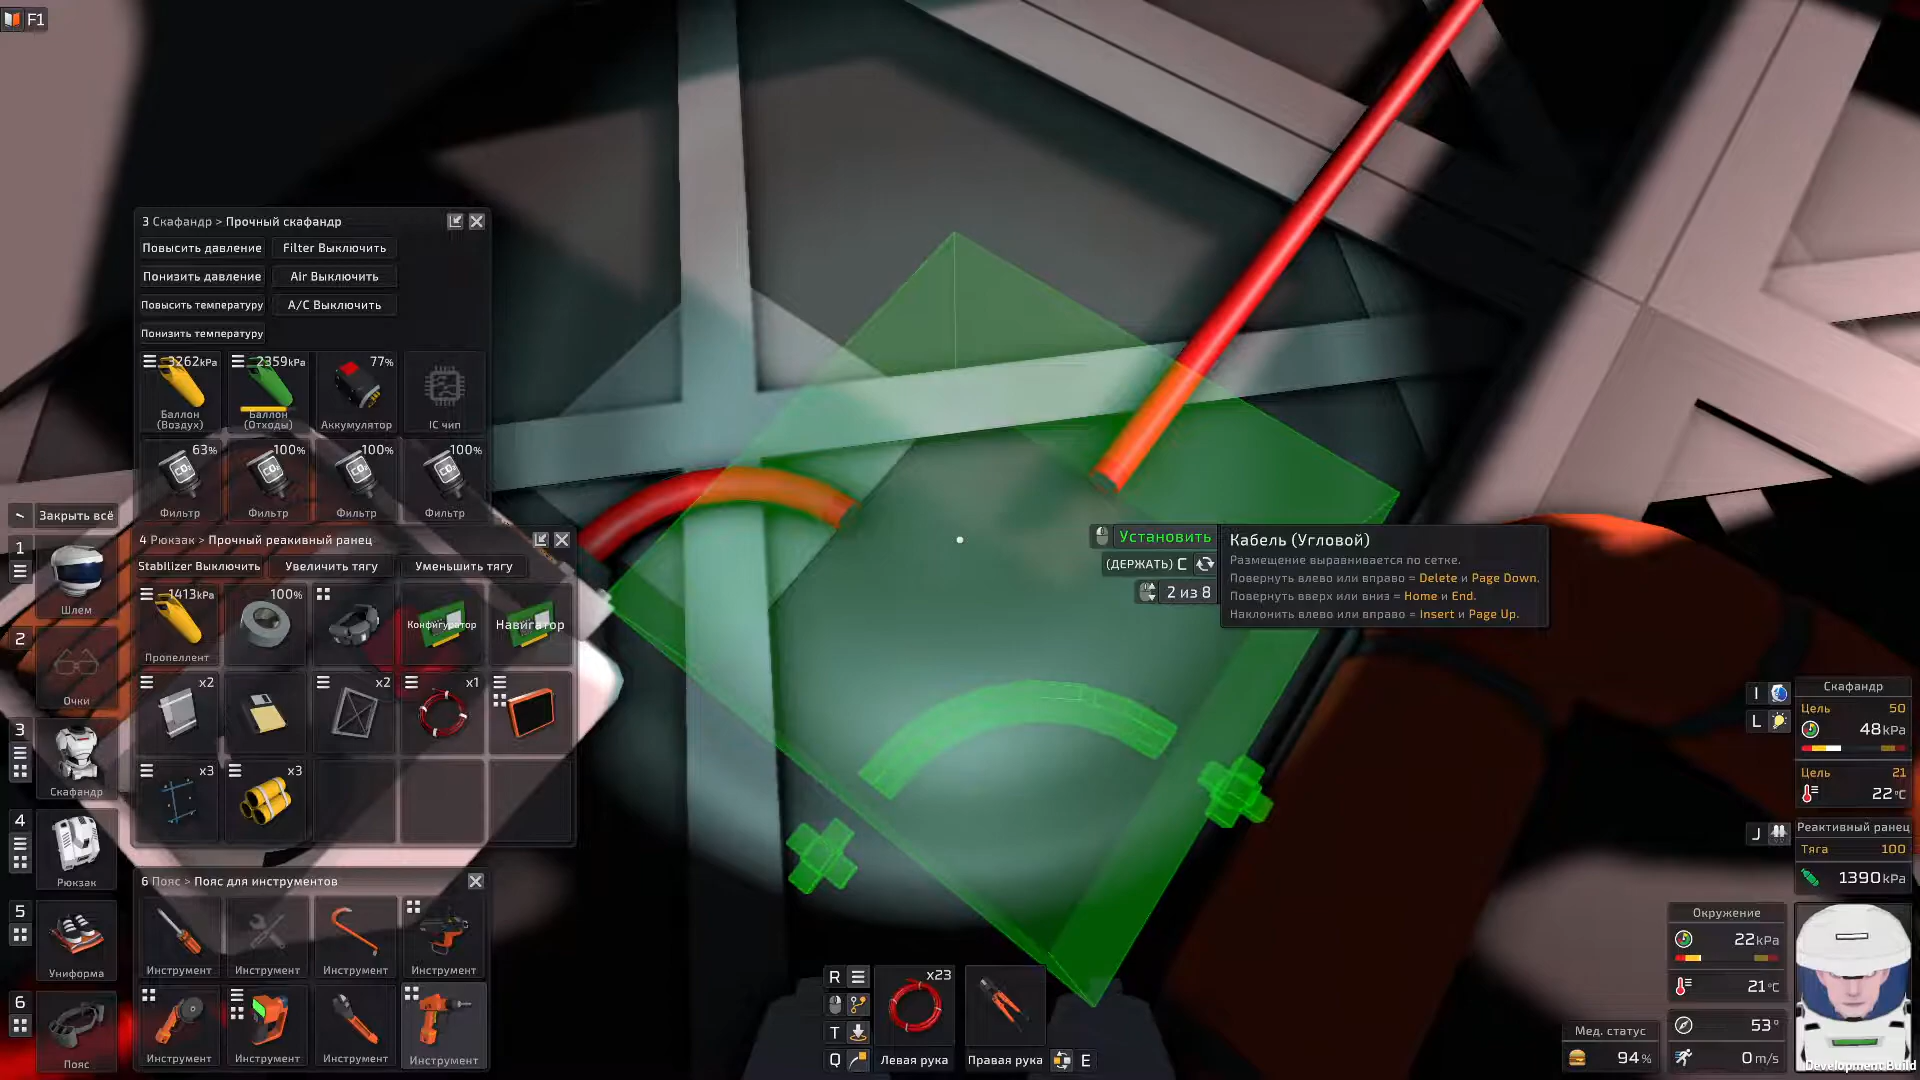 F1
3 Скафандр > Прочный скафандр
Повысить давление
Filter Выключить
Понизить давление
Air Выключить
Повысить температуру
A/C Выключить
Понизить температуру
3262kPa
2359kPa
77%
Баллон (Воздух)
Баллон (Отходы)
Аккумулятор
IC чип
63%
100%
100%
100%
Фильтр
Фильтр
Фильтр
Фильтр
~ Закрыть всё
4 Рюкзак > Прочный реактивный ранец
Stabilizer Выключить
Увеличить тягу
Уменьшить тягу
1413kPa
100%
Конфигуратор
Навигатор
Пропеллент
x2
x2
x1
x3
x3
1
Шлем
2
Очки
3
Скафандр
4
Рюкзак
5
Униформа
6
Пояс
6 Пояс > Пояс для инструментов
Инструмент
Инструмент
Инструмент
Инструмент
Инструмент
Инструмент
Инструмент
Инструмент
Установить
(ДЕРЖАТЬ) C
2 из 8
Кабель (Угловой)
Размещение выравнивается по сетке.
Повернуть влево или вправо = Delete и Page Down.
Повернуть вверх или вниз = Home и End.
Наклонить влево или вправо = Insert и Page Up.
R
T
Q
x23
Левая рука
Правая рука
E
I
L
J
Скафандр
Цель 50
48kPa
Цель 21
22°C
Реактивный ранец
Тяга 100
1390kPa
Окружение
22kPa
21°C
53°
0m/s
Мед. статус
94%
Development Build